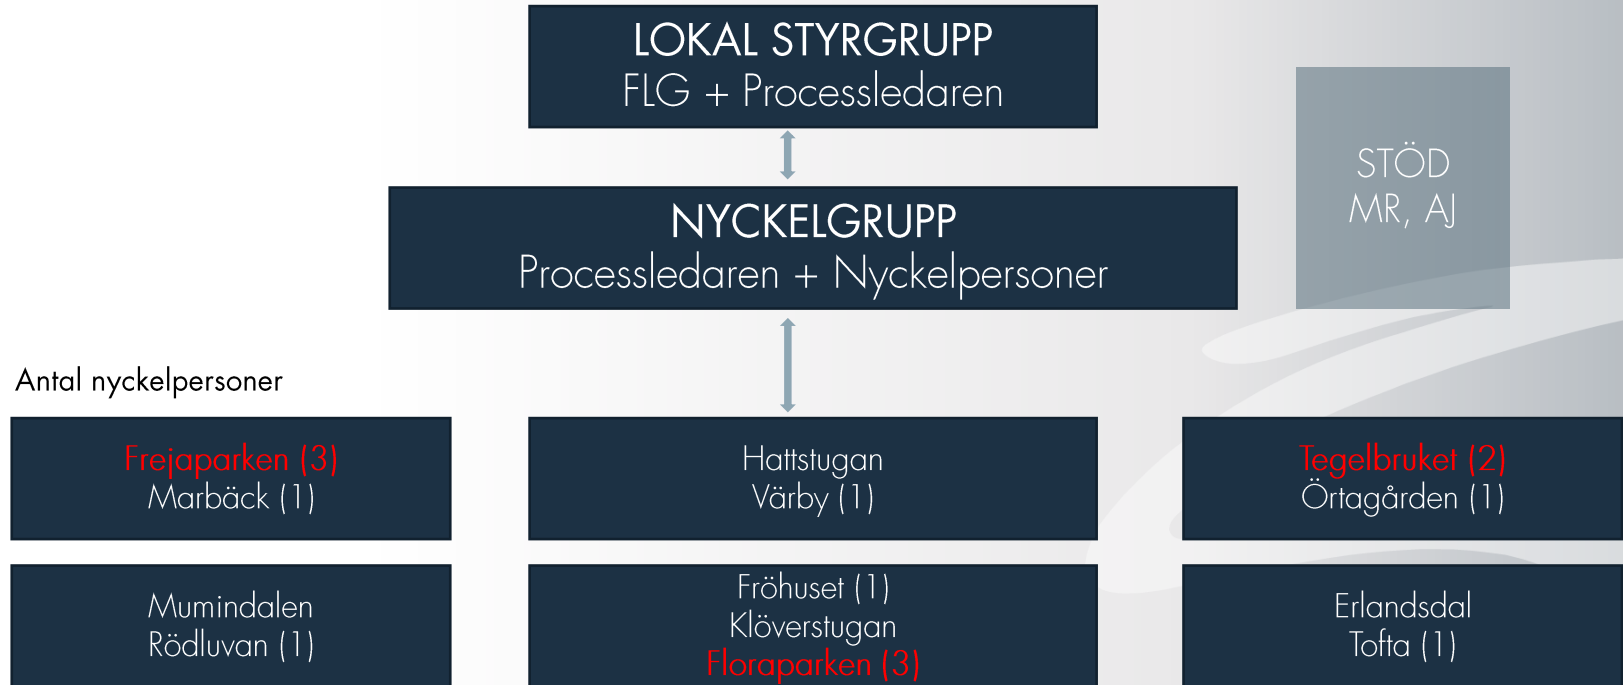 LOKAL STYRGRUPP
FLG + Processledaren
STÖD
MR, AJ
NYCKELGRUPP
Processledaren + Nyckelpersoner
Antal nyckelpersoner
Frejaparken (3)
Marbäck (1)
Hattstugan
Värby (1)
Tegelbruket (2)
Örtagården (1)
Mumindalen
Rödluvan (1)
Fröhuset (1)
Klöverstugan
Floraparken (3)
Erlandsdal
Tofta (1)